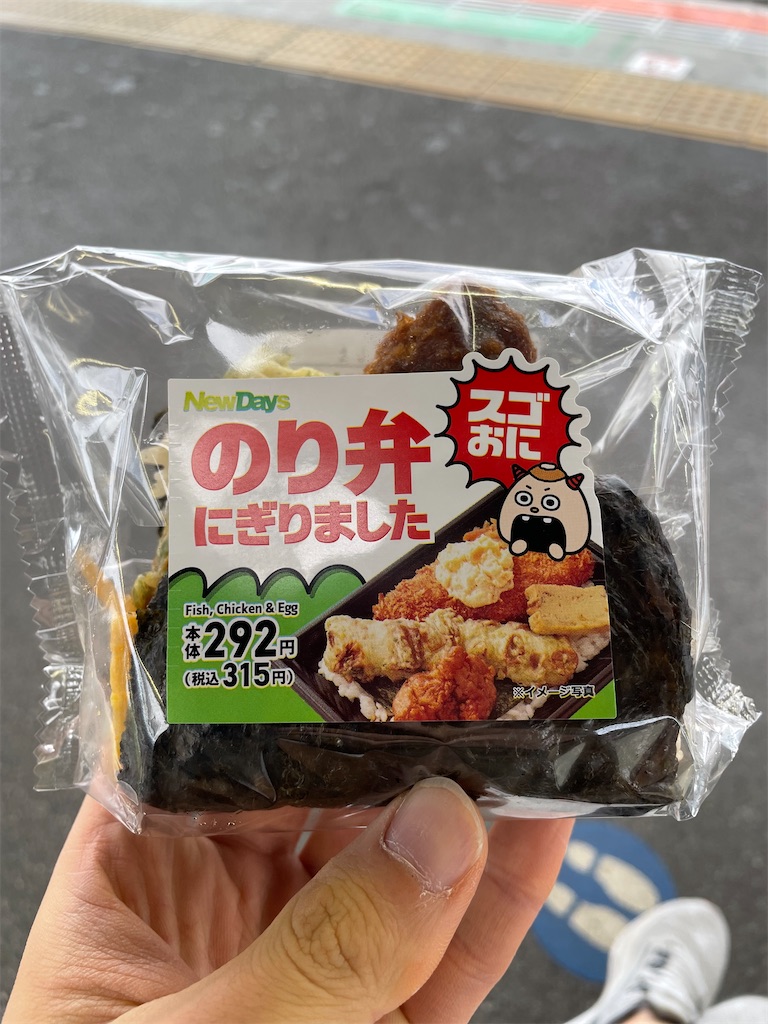 NewDays
スゴ
おに
のり弁
にぎりました
Fish, Chicken & Egg
本体292円
(税込315円)
※イメージ写真